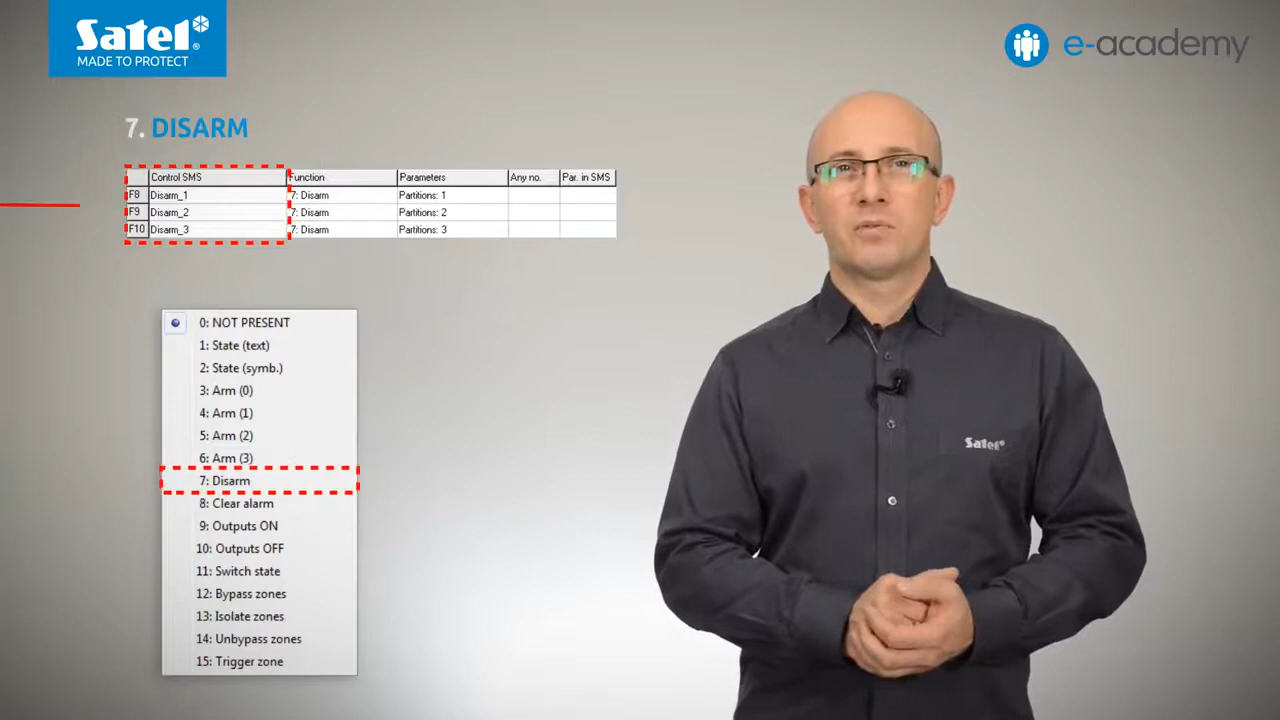 Satel®
MADE TO PROTECT
e-academy
7. DISARM
Control SMS Function Parameters Any no. Par. in SMS
F8 Disarm_1 7: Disarm Partitions: 1
F9 Disarm_2 7: Disarm Partitions: 2
F10 Disarm_3 7: Disarm Partitions: 3
0: NOT PRESENT
1: State (text)
2: State (symb.)
3: Arm (0)
4: Arm (1)
5: Arm (2)
6: Arm (3)
7: Disarm
8: Clear alarm
9: Outputs ON
10: Outputs OFF
11: Switch state
12: Bypass zones
13: Isolate zones
14: Unbypass zones
15: Trigger zone
Satel